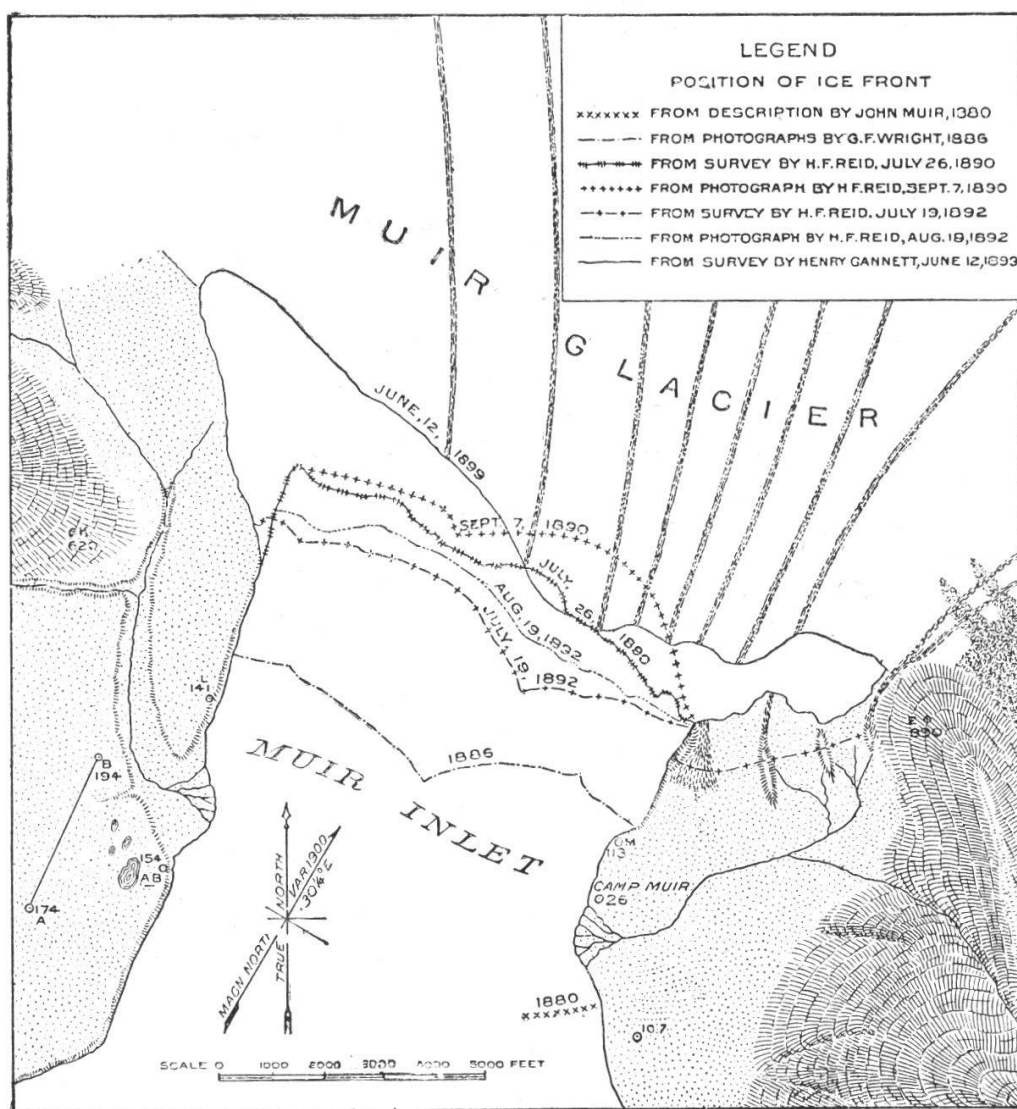 LEGEND
POSITION OF ICE FRONT
FROM DESCRIPTION BY JOHN MUIR, 1380
FROM PHOTOGRAPHS BY G.F. WRIGHT, 1886
FROM SURVEY BY H.F. REID, JULY 26, 1890
FROM PHOTOGRAPH BY H.F. REID, SEPT. 7, 1890
FROM SURVEY BY H.F. REID, JULY 19, 1892
FROM PHOTOGRAPH BY H.F. REID, AUG. 19, 1892
FROM SURVEY BY HENRY GANNETT, JUNE 12, 1893
MUIR GLACIER
JUNE, 12, 1899
SEPT. 7, 1890
JULY, 26, 1890
AUG. 19, 1892
JULY, 19, 1892
1886
620
L
141
B
194
154
AB
174
A
E
890
MUIR INLET
M
113
CAMP MUIR
26
TRUE NORTH
MAGN NORTH
VAR. 1900
30¼° E
1880
107
SCALE 0 1000 2000 3000 4000 5000 FEET